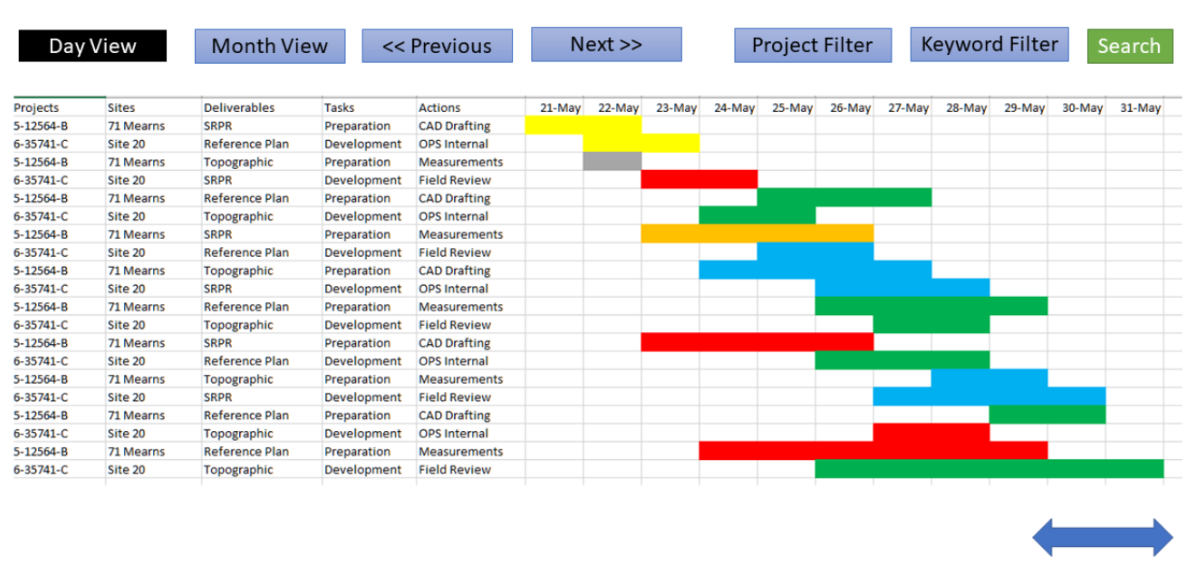 Day View Month View << Previous Next >> Project Filter Keyword Filter Search
Projects Sites Deliverables Tasks Actions 21-May 22-May 23-May 24-May 25-May 26-May 27-May 28-May 29-May 30-May 31-May
5-12564-B 71 Mearns SRPR Preparation CAD Drafting
6-35741-C Site 20 Reference Plan Development OPS Internal
5-12564-B 71 Mearns Topographic Preparation Measurements
6-35741-C Site 20 SRPR Development Field Review
5-12564-B 71 Mearns Reference Plan Preparation CAD Drafting
6-35741-C Site 20 Topographic Development OPS Internal
5-12564-B 71 Mearns SRPR Preparation Measurements
6-35741-C Site 20 Reference Plan Development Field Review
5-12564-B 71 Mearns Topographic Preparation CAD Drafting
6-35741-C Site 20 SRPR Development OPS Internal
5-12564-B 71 Mearns Reference Plan Preparation Measurements
6-35741-C Site 20 Topographic Development Field Review
5-12564-B 71 Mearns SRPR Preparation CAD Drafting
6-35741-C Site 20 Reference Plan Development OPS Internal
5-12564-B 71 Mearns Topographic Preparation Measurements
6-35741-C Site 20 SRPR Development Field Review
5-12564-B 71 Mearns Reference Plan Preparation CAD Drafting
6-35741-C Site 20 Topographic Development OPS Internal
5-12564-B 71 Mearns Reference Plan Preparation Measurements
6-35741-C Site 20 Topographic Development Field Review